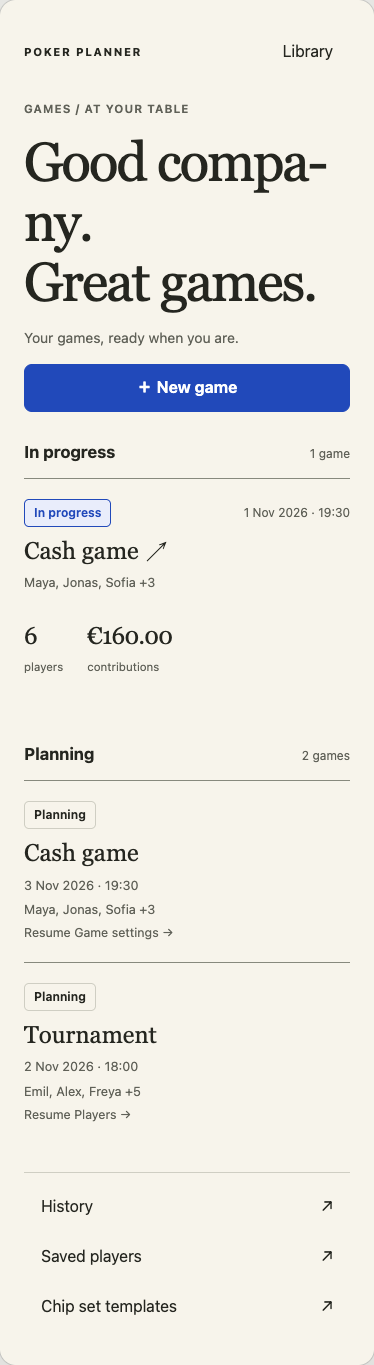 POKER PLANNER
Library
GAMES / AT YOUR TABLE
Good compa-
ny.
Great games.
Your games, ready when you are.
+ New game
In progress
1 game
In progress
1 Nov 2026 · 19:30
Cash game ↗
Maya, Jonas, Sofia +3
6 €160.00
players contributions
Planning
2 games
Planning
Cash game
3 Nov 2026 · 19:30
Maya, Jonas, Sofia +3
Resume Game settings →
Planning
Tournament
2 Nov 2026 · 18:00
Emil, Alex, Freya +5
Resume Players →
History ↗
Saved players ↗
Chip set templates ↗